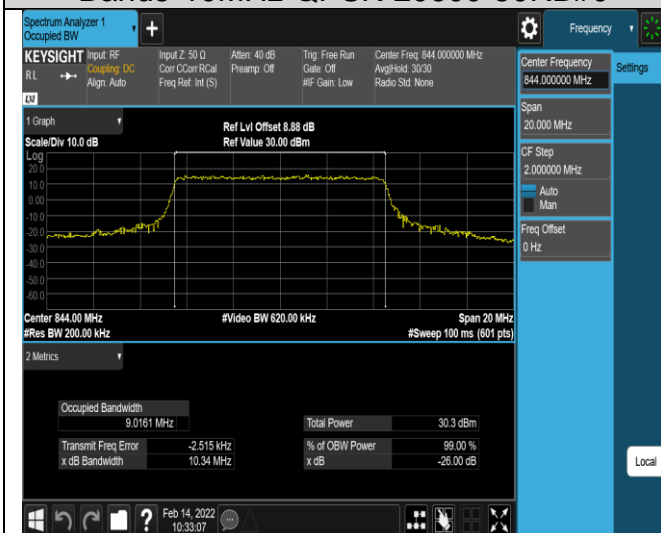 Spectrum Analyzer 1
Occupied BW
Frequency
KEYSIGHT
Input: RF
Coupling: DC
Align: Auto
Input Z: 50 Ω
Corr CCorr RCal
Freq Ref: Int (S)
Atten: 40 dB
Preamp: Off
Trig: Free Run
Gate: Off
#IF Gain: Low
Center Freq: 844.000000 MHz
Avg|Hold: 30/30
Radio Std: None
RL
Center Frequency
844.000000 MHz
Settings
Span
20.000 MHz
CF Step
2.000000 MHz
Auto
Man
Freq Offset
0 Hz
1 Graph
Scale/Div 10.0 dB
Ref Lvl Offset 8.88 dB
Ref Value 30.00 dBm
Log
20.0
10.0
0.00
-10.0
-20.0
-30.0
-40.0
-50.0
-60.0
Center 844.00 MHz
#Video BW 620.00 kHz
Span 20 MHz
#Res BW 200.00 kHz
#Sweep 100 ms (601 pts)
2 Metrics
Occupied Bandwidth
9.0161 MHz
Total Power 30.3 dBm
Transmit Freq Error -2.515 kHz
% of OBW Power 99.00 %
x dB Bandwidth 10.34 MHz
x dB -26.00 dB
Local
Feb 14, 2022
10:33:07